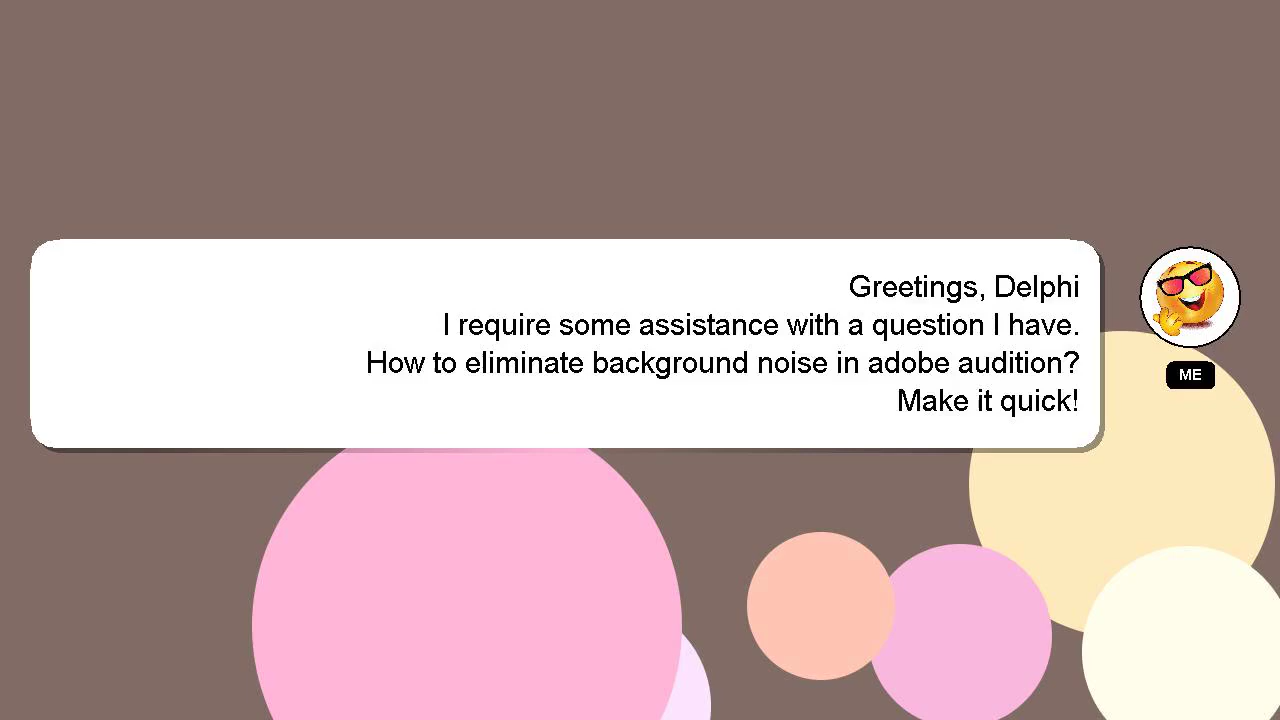 Greetings, Delphi
I require some assistance with a question I have.
How to eliminate background noise in adobe audition?
Make it quick!
ME